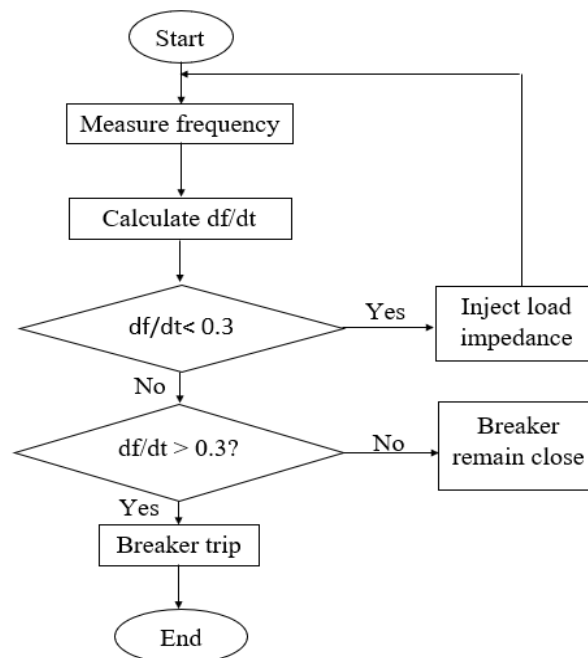 Start
Measure frequency
Calculate df/dt
df/dt< 0.3
Yes
Inject load
impedance
No
df/dt > 0.3?
No
Breaker
remain close
Yes
Breaker trip
End